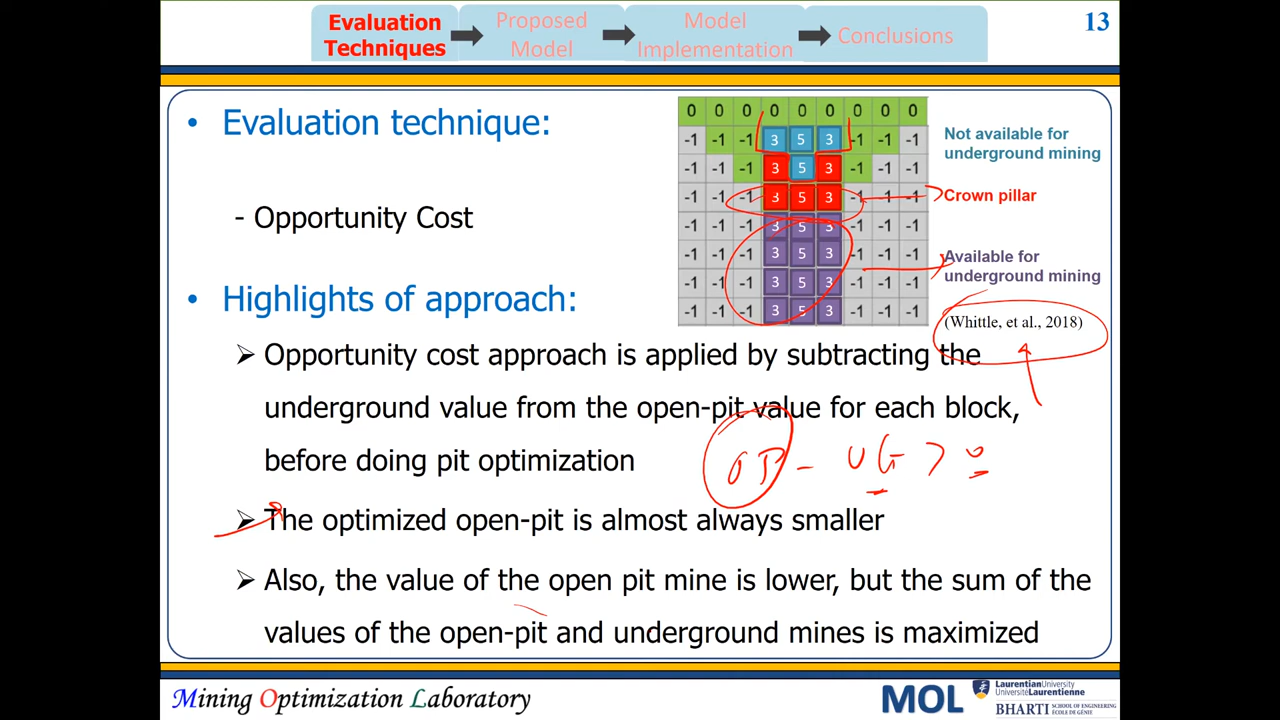 Evaluation Techniques
Proposed Model
Model Implementation
Conclusions
13
• Evaluation technique:
- Opportunity Cost
0 0 0 0 0 0 0 0 0
-1 -1 -1 3 5 3 -1 -1 -1
-1 -1 -1 3 5 3 -1 -1 -1
-1 -1 -1 3 5 3 -1 -1 -1
-1 -1 -1 3 5 3 -1 -1 -1
-1 -1 -1 3 5 3 -1 -1 -1
-1 -1 -1 3 5 3 -1 -1 -1
-1 -1 -1 3 5 3 -1 -1 -1
Not available for
underground mining
Crown pillar
Available for
underground mining
(Whittle, et al., 2018)
• Highlights of approach:
➢ Opportunity cost approach is applied by subtracting the
underground value from the open-pit value for each block,
before doing pit optimization
OP - UG > 0
➢ The optimized open-pit is almost always smaller
➢ Also, the value of the open pit mine is lower, but the sum of the
values of the open-pit and underground mines is maximized
Mining Optimization Laboratory
MOL
LaurentianUniversity
UniversitéLaurentienne
BHARTI SCHOOL OF ENGINEERING
ÉCOLE DE GÉNIE